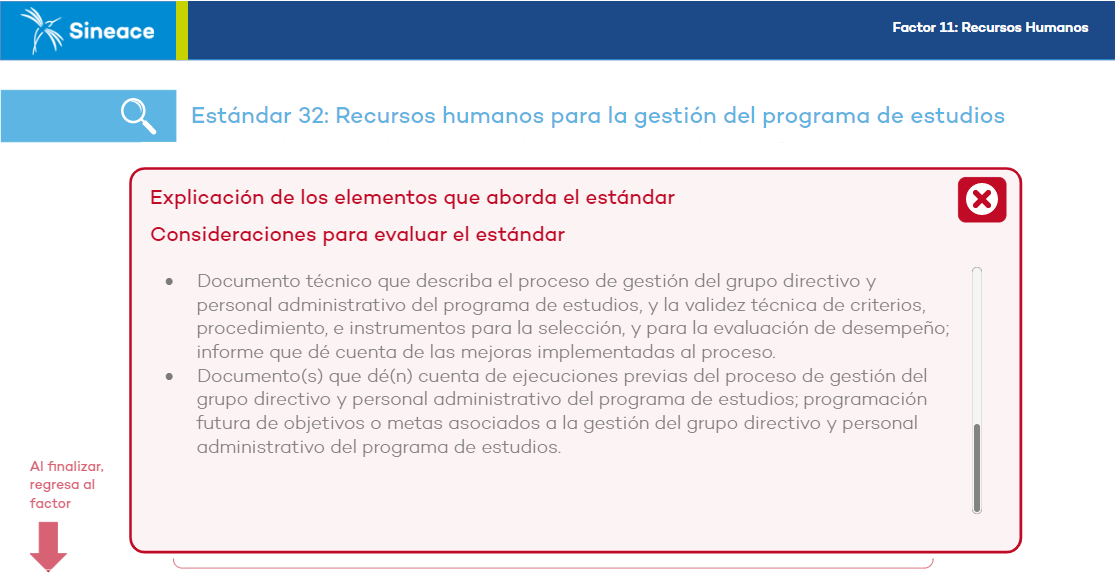 Sineace
Factor 11: Recursos Humanos
Estándar 32: Recursos humanos para la gestión del programa de estudios
Explicación de los elementos que aborda el estándar
Consideraciones para evaluar el estándar
● Documento técnico que describa el proceso de gestión del grupo directivo y
personal administrativo del programa de estudios, y la validez técnica de criterios,
procedimiento, e instrumentos para la selección, y para la evaluación de desempeño;
informe que dé cuenta de las mejoras implementadas al proceso.
● Documento(s) que dé(n) cuenta de ejecuciones previas del proceso de gestión del
grupo directivo y personal administrativo del programa de estudios; programación
futura de objetivos o metas asociados a la gestión del grupo directivo y personal
administrativo del programa de estudios.
Al finalizar,
regresa al
factor